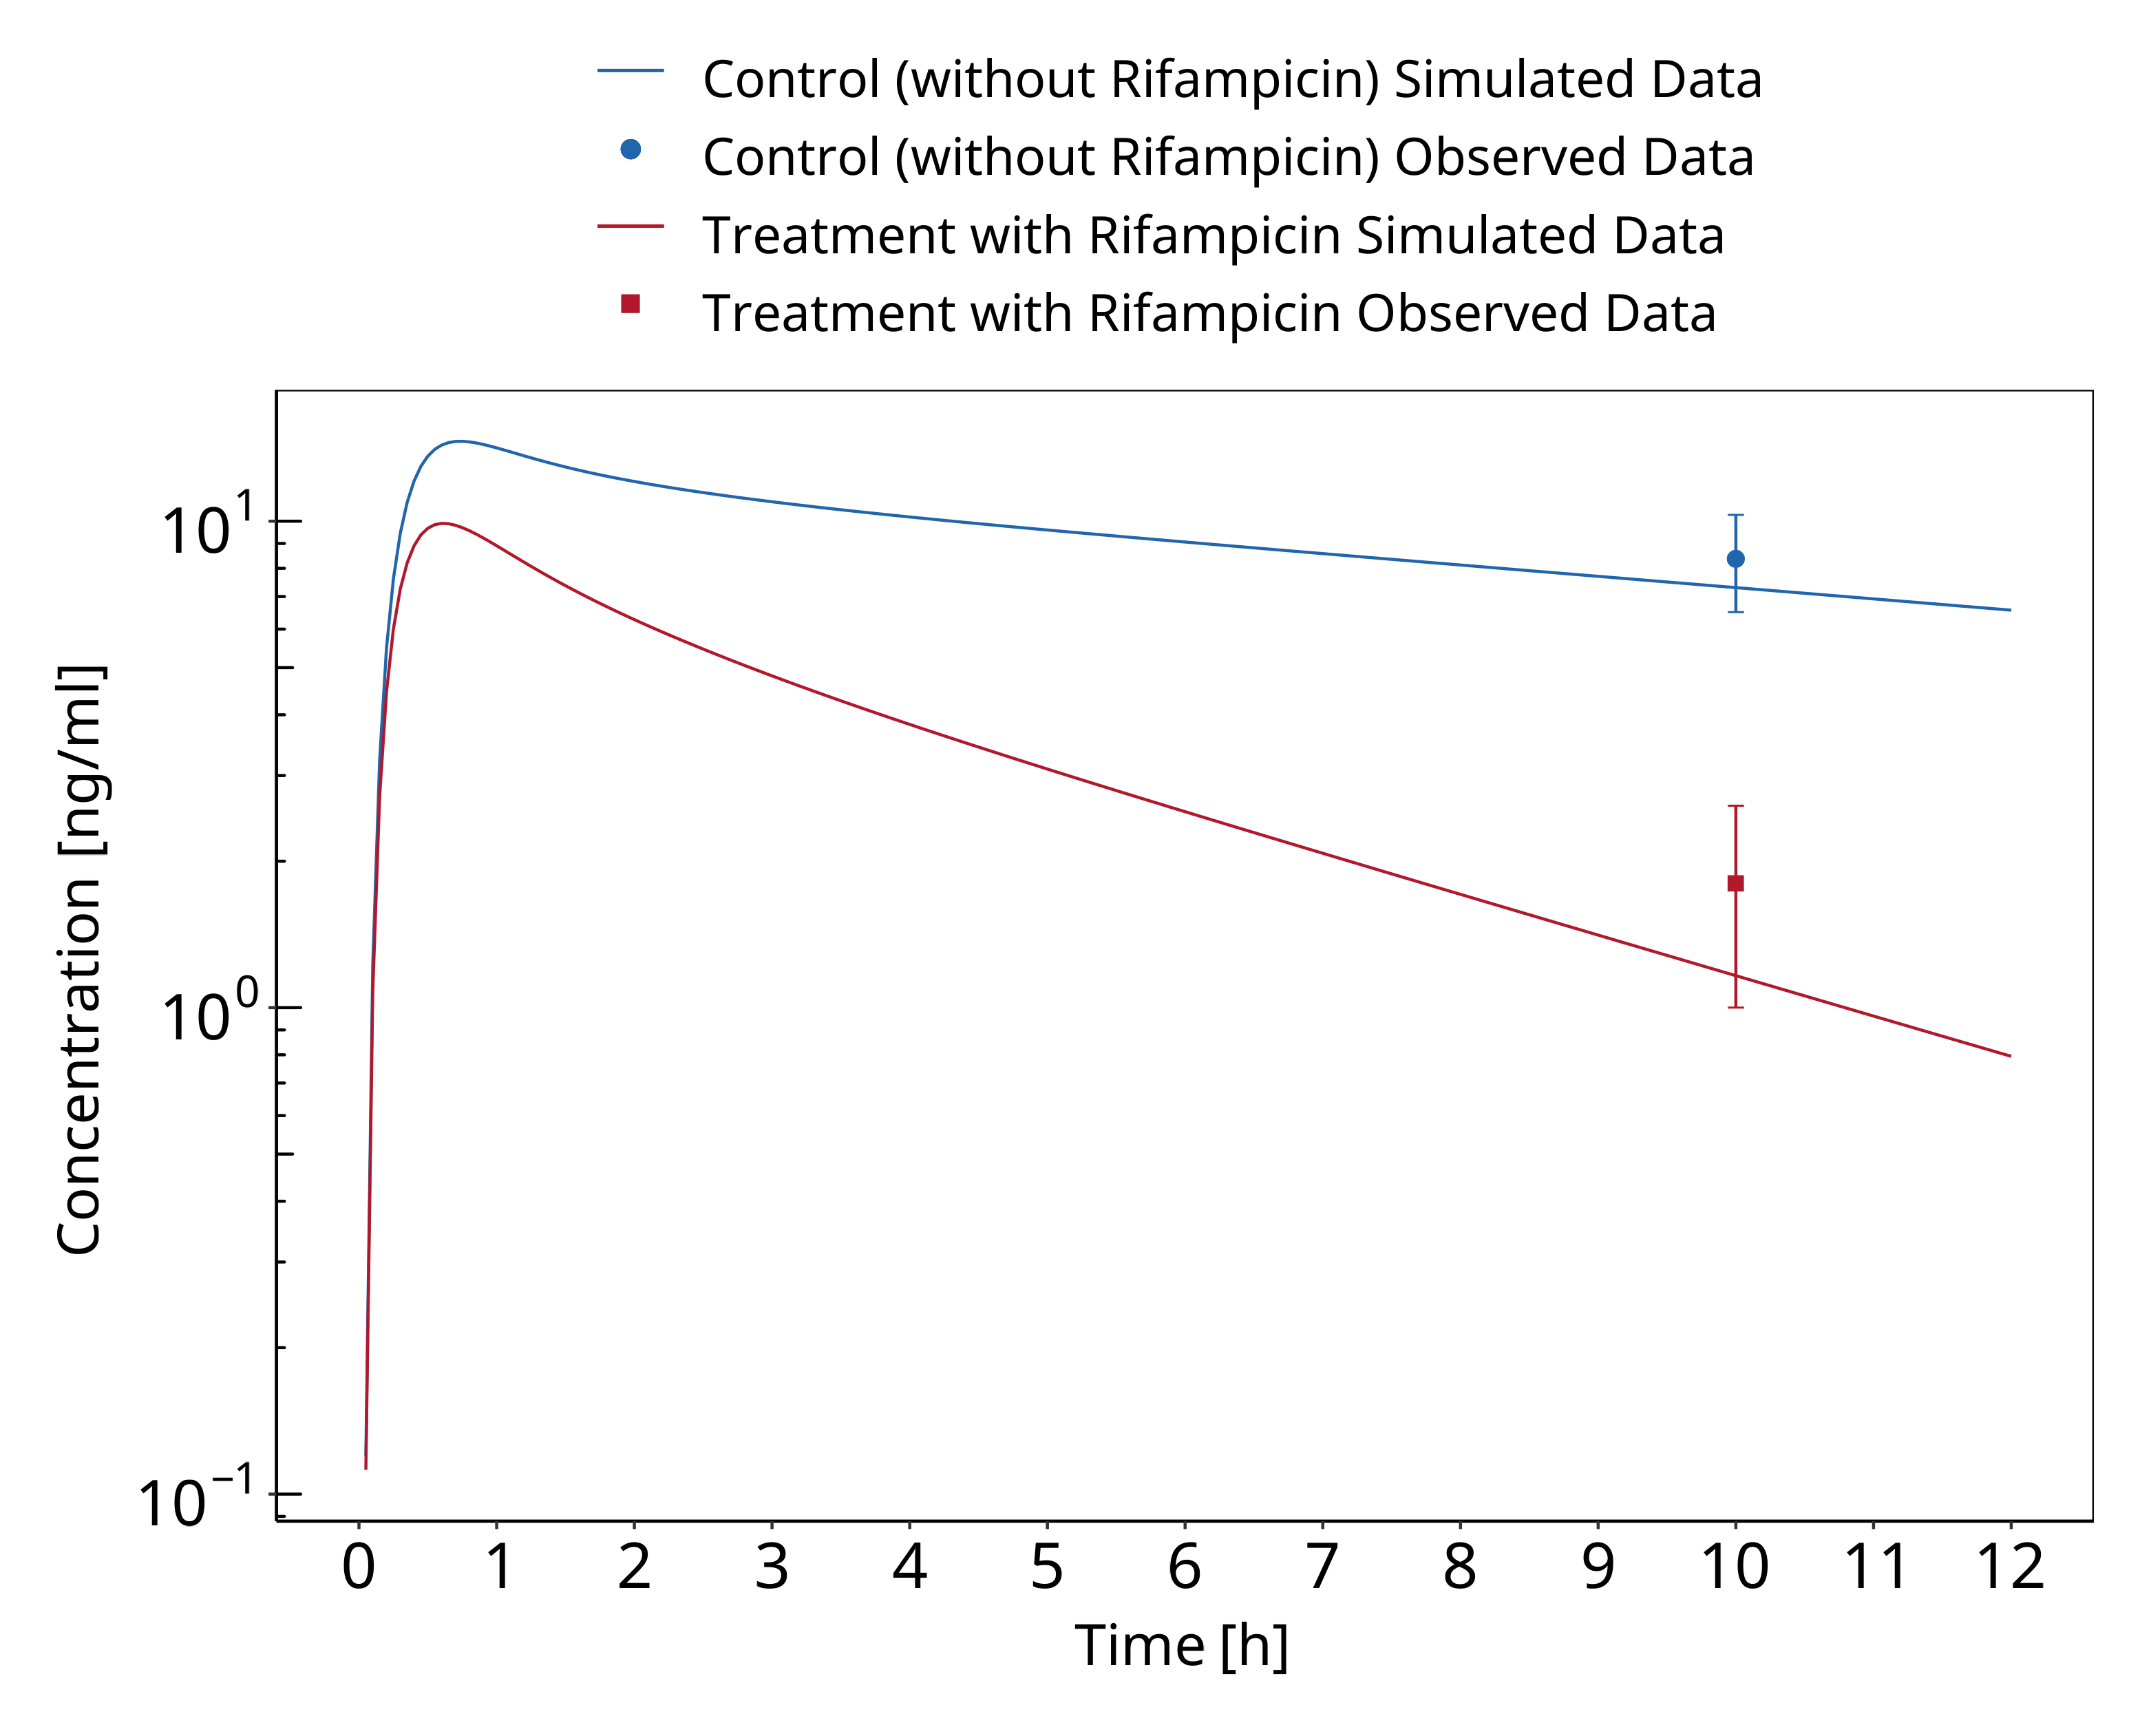 Control (without Rifampicin) Simulated Data
Control (without Rifampicin) Observed Data
Treatment with Rifampicin Simulated Data
Treatment with Rifampicin Observed Data
Concentration [ng/ml]
10¹
10⁰
10⁻¹
0 1 2 3 4 5 6 7 8 9 10 11 12
Time [h]